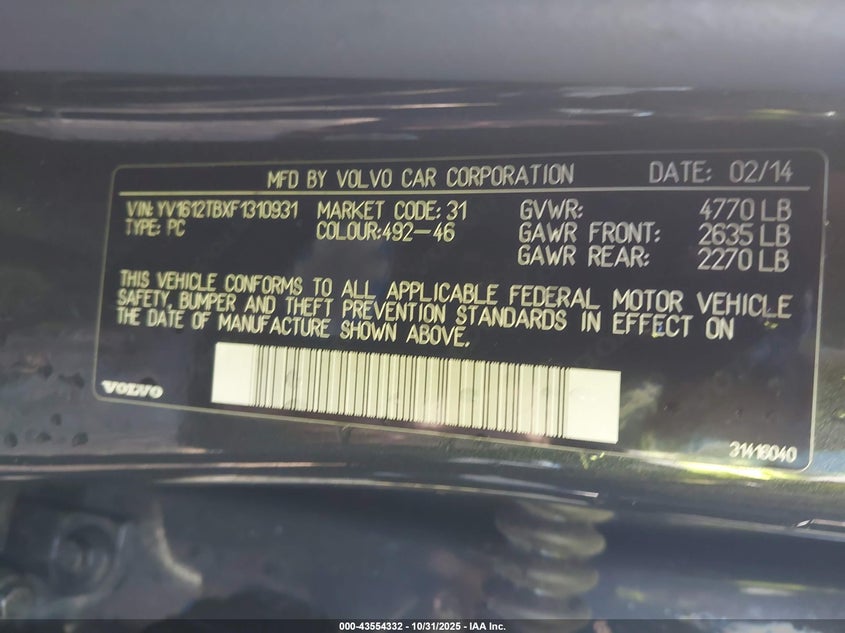 MFD BY VOLVO CAR CORPORATION DATE: 02/14
VIN: YV1612TBXF1310931 MARKET CODE: 31 GVWR: 4770 LB
TYPE: PC COLOUR:492-46 GAWR FRONT: 2635 LB
GAWR REAR: 2270 LB
THIS VEHICLE CONFORMS TO ALL APPLICABLE FEDERAL MOTOR VEHICLE
SAFETY, BUMPER AND THEFT PREVENTION STANDARDS IN EFFECT ON
THE DATE OF MANUFACTURE SHOWN ABOVE.
VOLVO
31416040
000-43554332 - 10/31/2025 - IAA Inc.